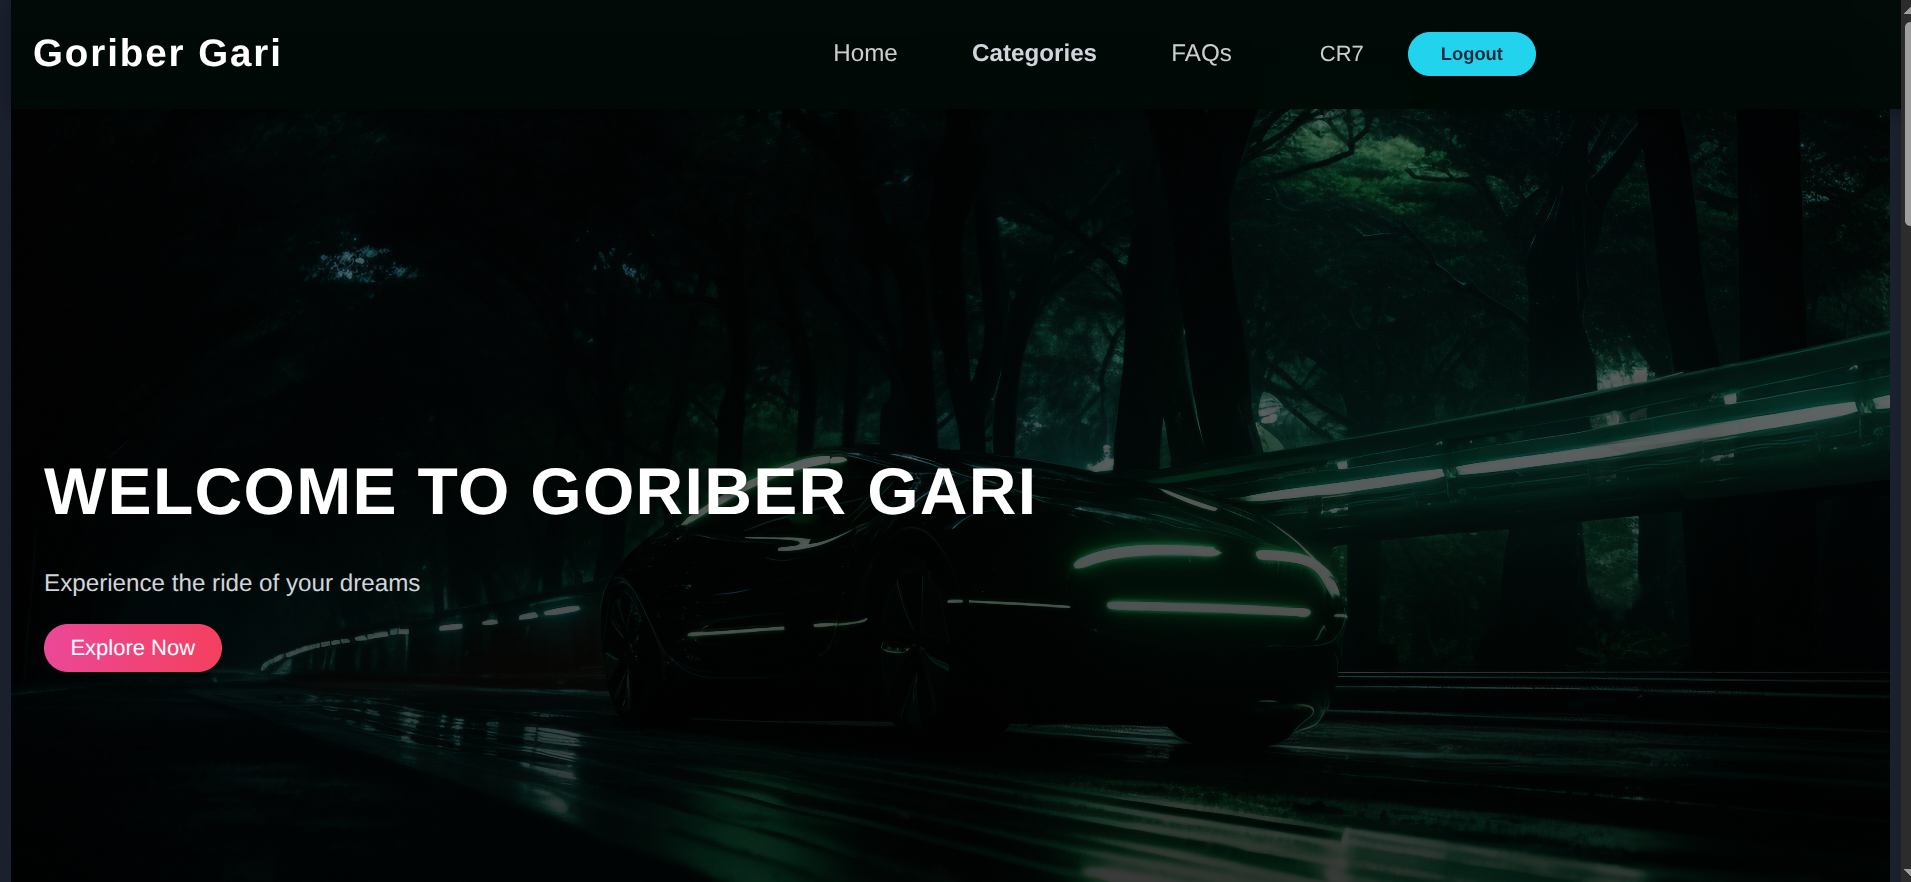 Goriber Gari
Home Categories FAQs CR7 Logout
WELCOME TO GORIBER GARI
Experience the ride of your dreams
Explore Now